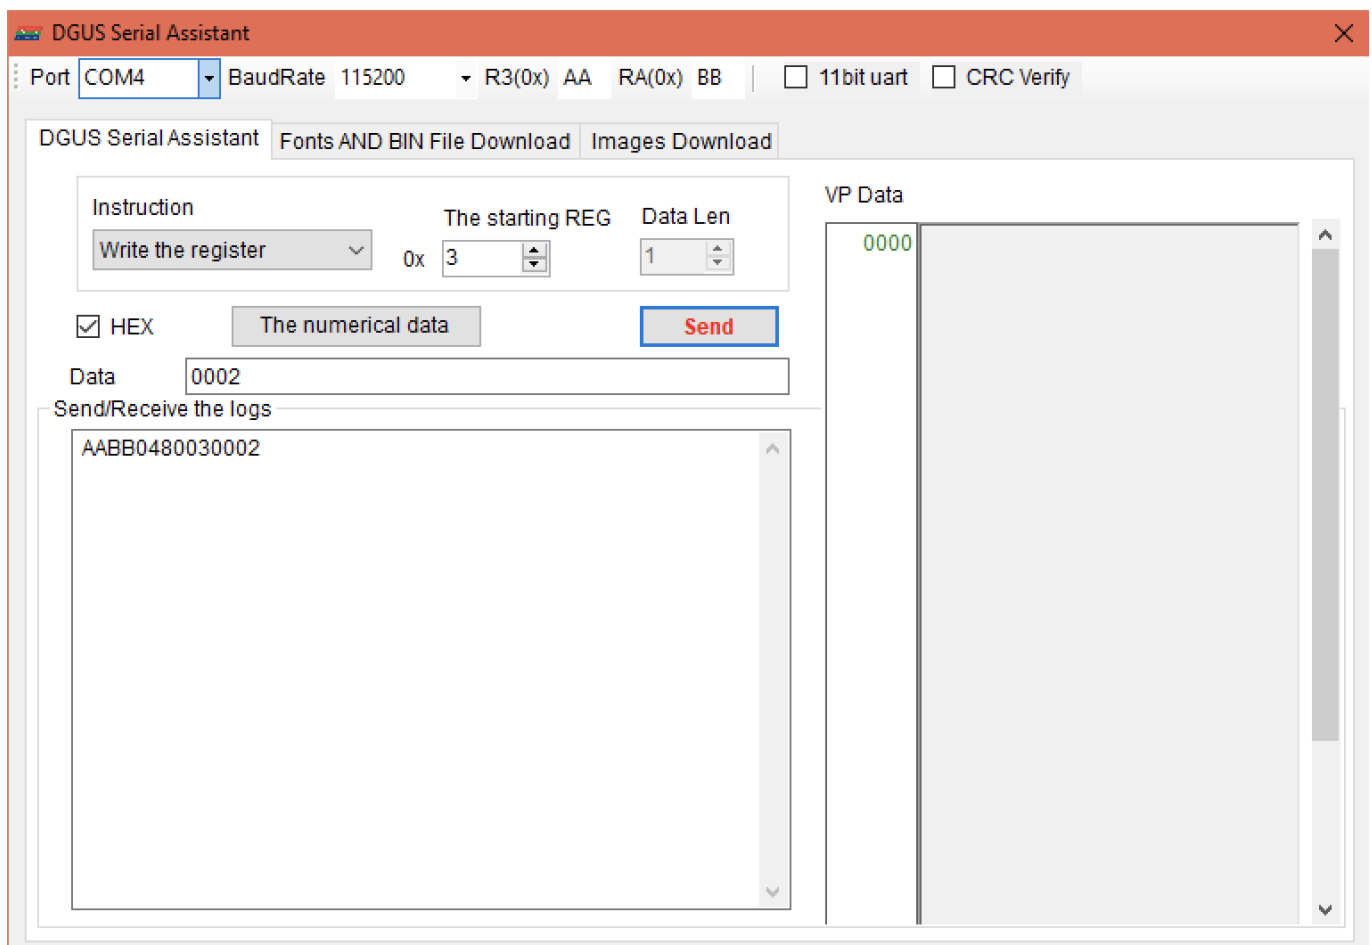 DGUS Serial Assistant
Port COM4 BaudRate 115200 R3(0x) AA RA(0x) BB 11bit uart CRC Verify
DGUS Serial Assistant Fonts AND BIN File Download Images Download
Instruction The starting REG Data Len VP Data
Write the register 0x 3 1 0000
HEX The numerical data Send
Data 0002
Send/Receive the logs
AABB0480030002